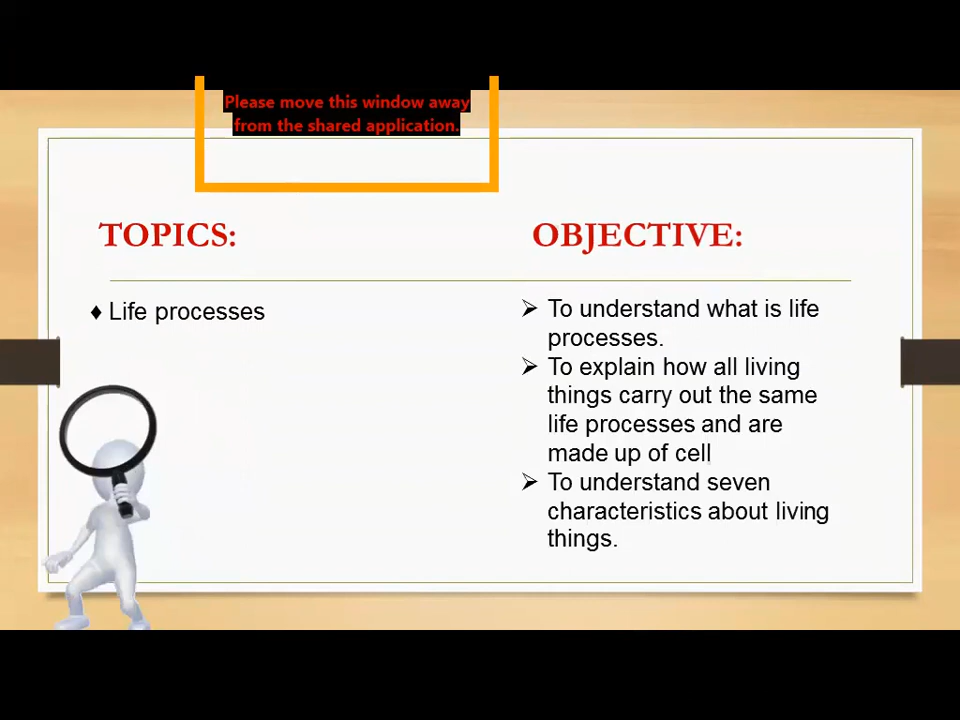 Please move this window away
from the shared application.
TOPICS:
♦ Life processes
OBJECTIVE:
➢ To understand what is life
processes.
➢ To explain how all living
things carry out the same
life processes and are
made up of cell
➢ To understand seven
characteristics about living
things.